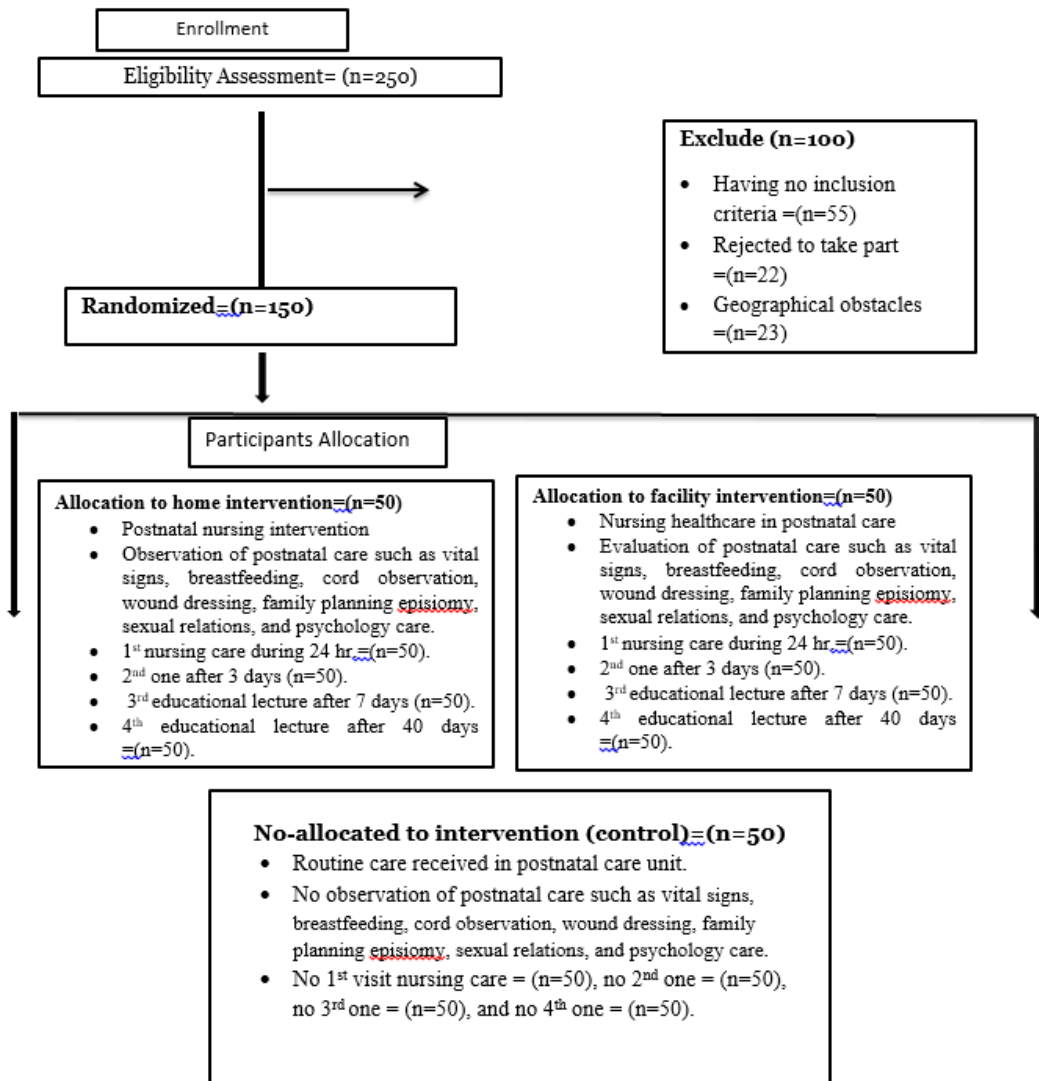 Enrollment
Eligibility Assessment= (n=250)
Exclude (n=100)
• Having no inclusion
criteria =(n=55)
• Rejected to take part
=(n=22)
• Geographical obstacles
=(n=23)
Randomized=(n=150)
Participants Allocation
Allocation to home intervention=(n=50)
• Postnatal nursing intervention
• Observation of postnatal care such as vital
signs, breastfeeding, cord observation,
wound dressing, family planning episiomy,
sexual relations, and psychology care.
• 1st nursing care during 24 hr.=(n=50).
• 2nd one after 3 days (n=50).
• 3rd educational lecture after 7 days (n=50).
• 4th educational lecture after 40 days
=(n=50).
Allocation to facility intervention=(n=50)
• Nursing healthcare in postnatal care
• Evaluation of postnatal care such as vital
signs, breastfeeding, cord observation,
wound dressing, family planning episiomy,
sexual relations, and psychology care.
• 1st nursing care during 24 hr.=(n=50).
• 2nd one after 3 days (n=50).
• 3rd educational lecture after 7 days (n=50).
• 4th educational lecture after 40 days
=(n=50).
No-allocated to intervention (control)=(n=50)
• Routine care received in postnatal care unit.
• No observation of postnatal care such as vital signs,
breastfeeding, cord observation, wound dressing, family
planning episiomy, sexual relations, and psychology care.
• No 1st visit nursing care = (n=50), no 2nd one = (n=50),
no 3rd one = (n=50), and no 4th one = (n=50).